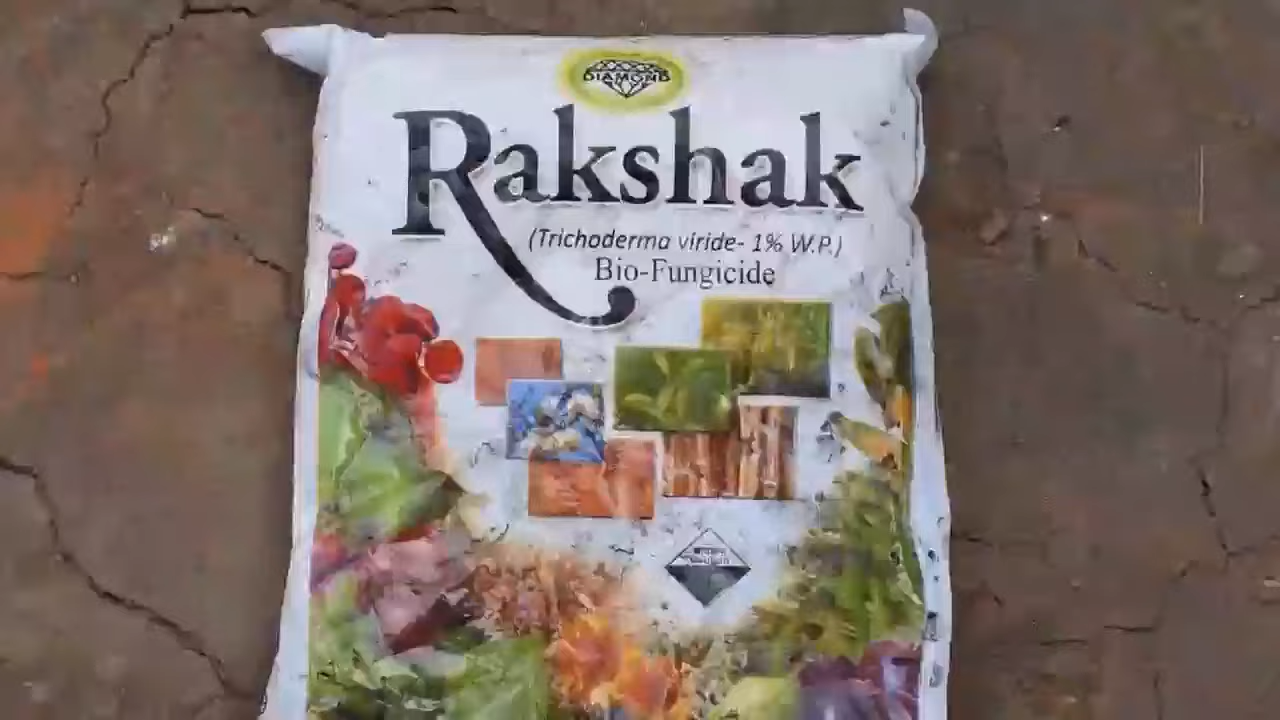 DIAMOND
Rakshak
(Trichoderma viride- 1% W.P.)
Bio-Fungicide